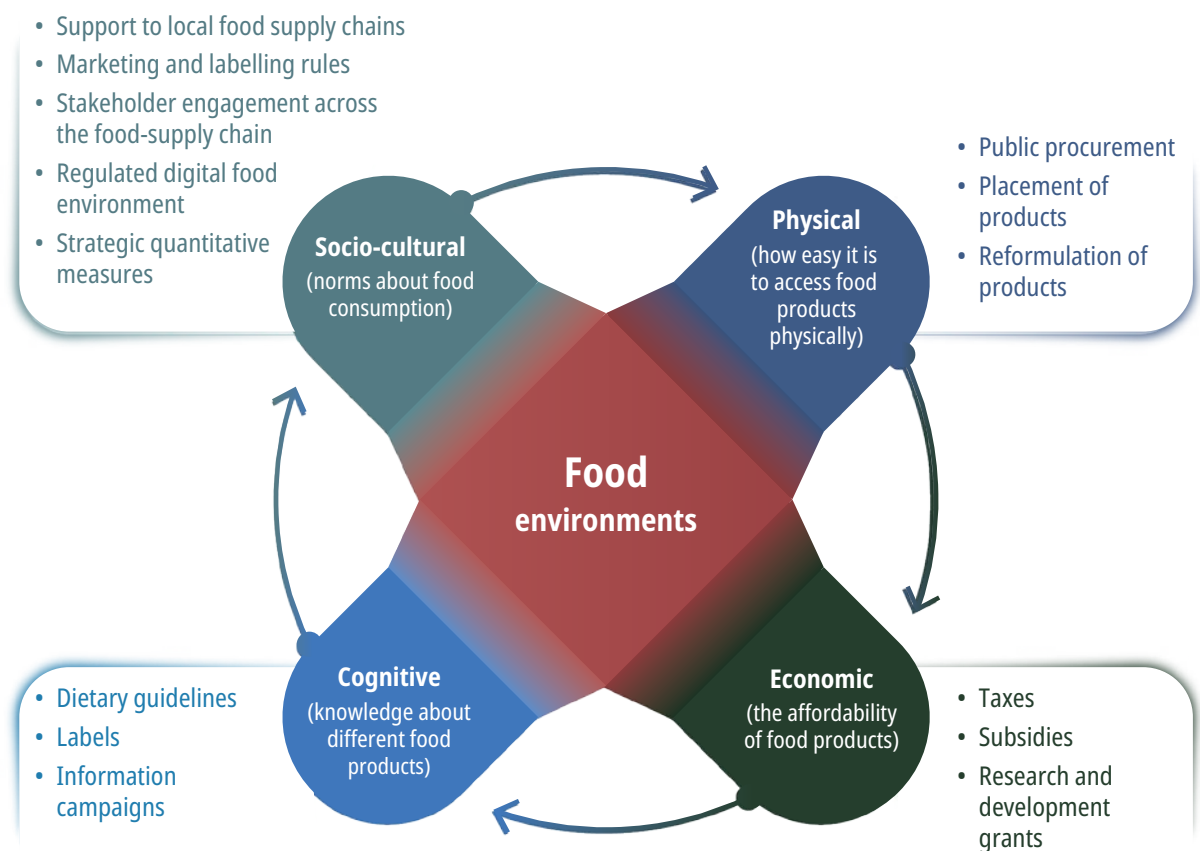 • Support to local food supply chains
• Marketing and labelling rules
• Stakeholder engagement across
the food-supply chain
• Regulated digital food
environment
• Strategic quantitative
measures
Socio-cultural
(norms about food
consumption)
• Public procurement
• Placement of
products
• Reformulation of
products
Physical
(how easy it is
to access food
products
physically)
Food
environments
Cognitive
(knowledge about
different food
products)
• Dietary guidelines
• Labels
• Information
campaigns
Economic
(the affordability
of food products)
• Taxes
• Subsidies
• Research and
development
grants